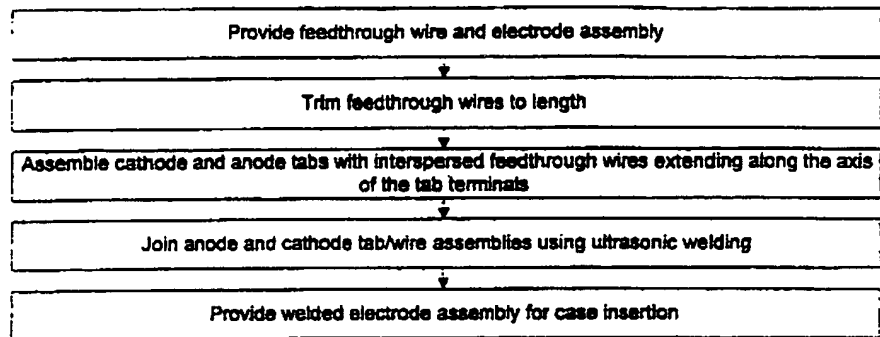 Provide feedthrough wire and electrode assembly
Trim feedthrough wires to length
Assemble cathode and anode tabs with interspersed feedthrough wires extending along the axis
of the tab terminals
Join anode and cathode tab/wire assemblies using ultrasonic welding
Provide welded electrode assembly for case insertion